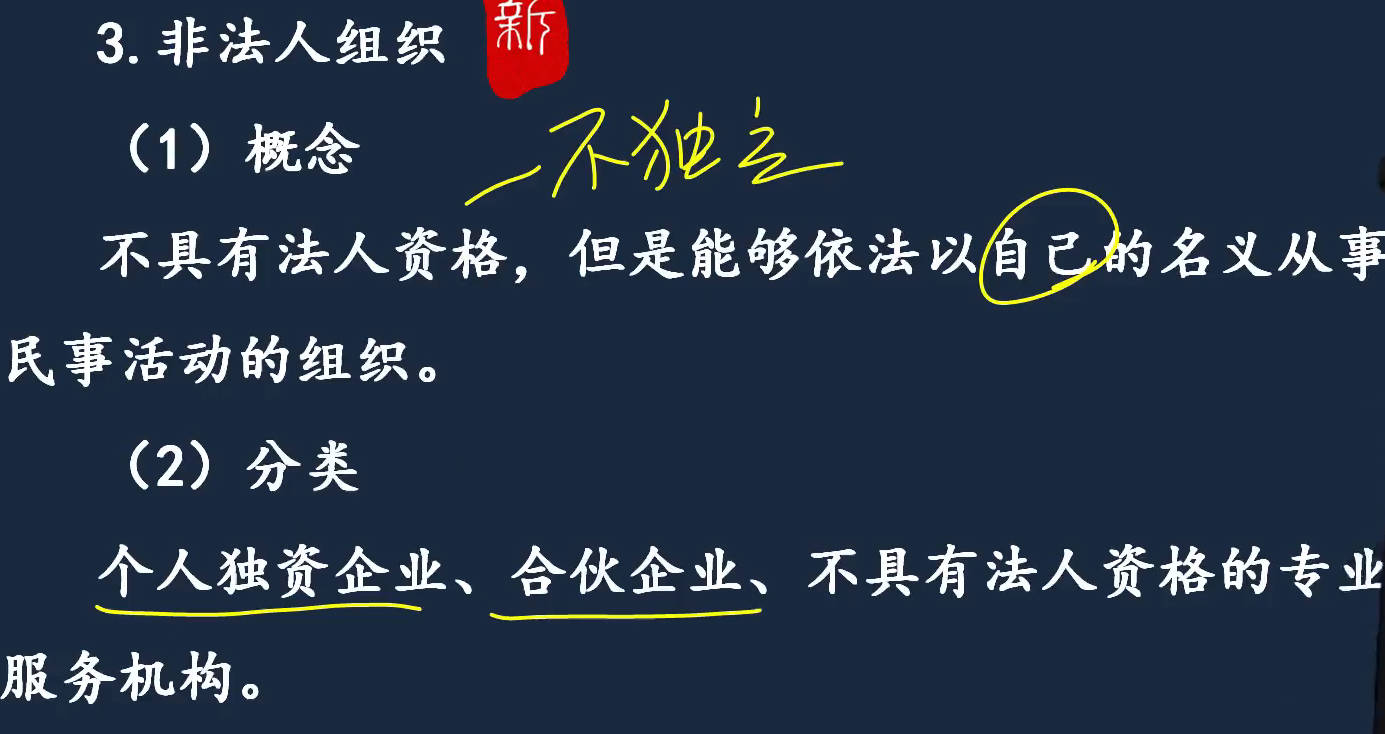 3.非法人组织 新
（1）概念
一不独立
不具有法人资格，但是能够依法以自己的名义从事
民事活动的组织。
（2）分类
个人独资企业、合伙企业、不具有法人资格的专业
服务机构。